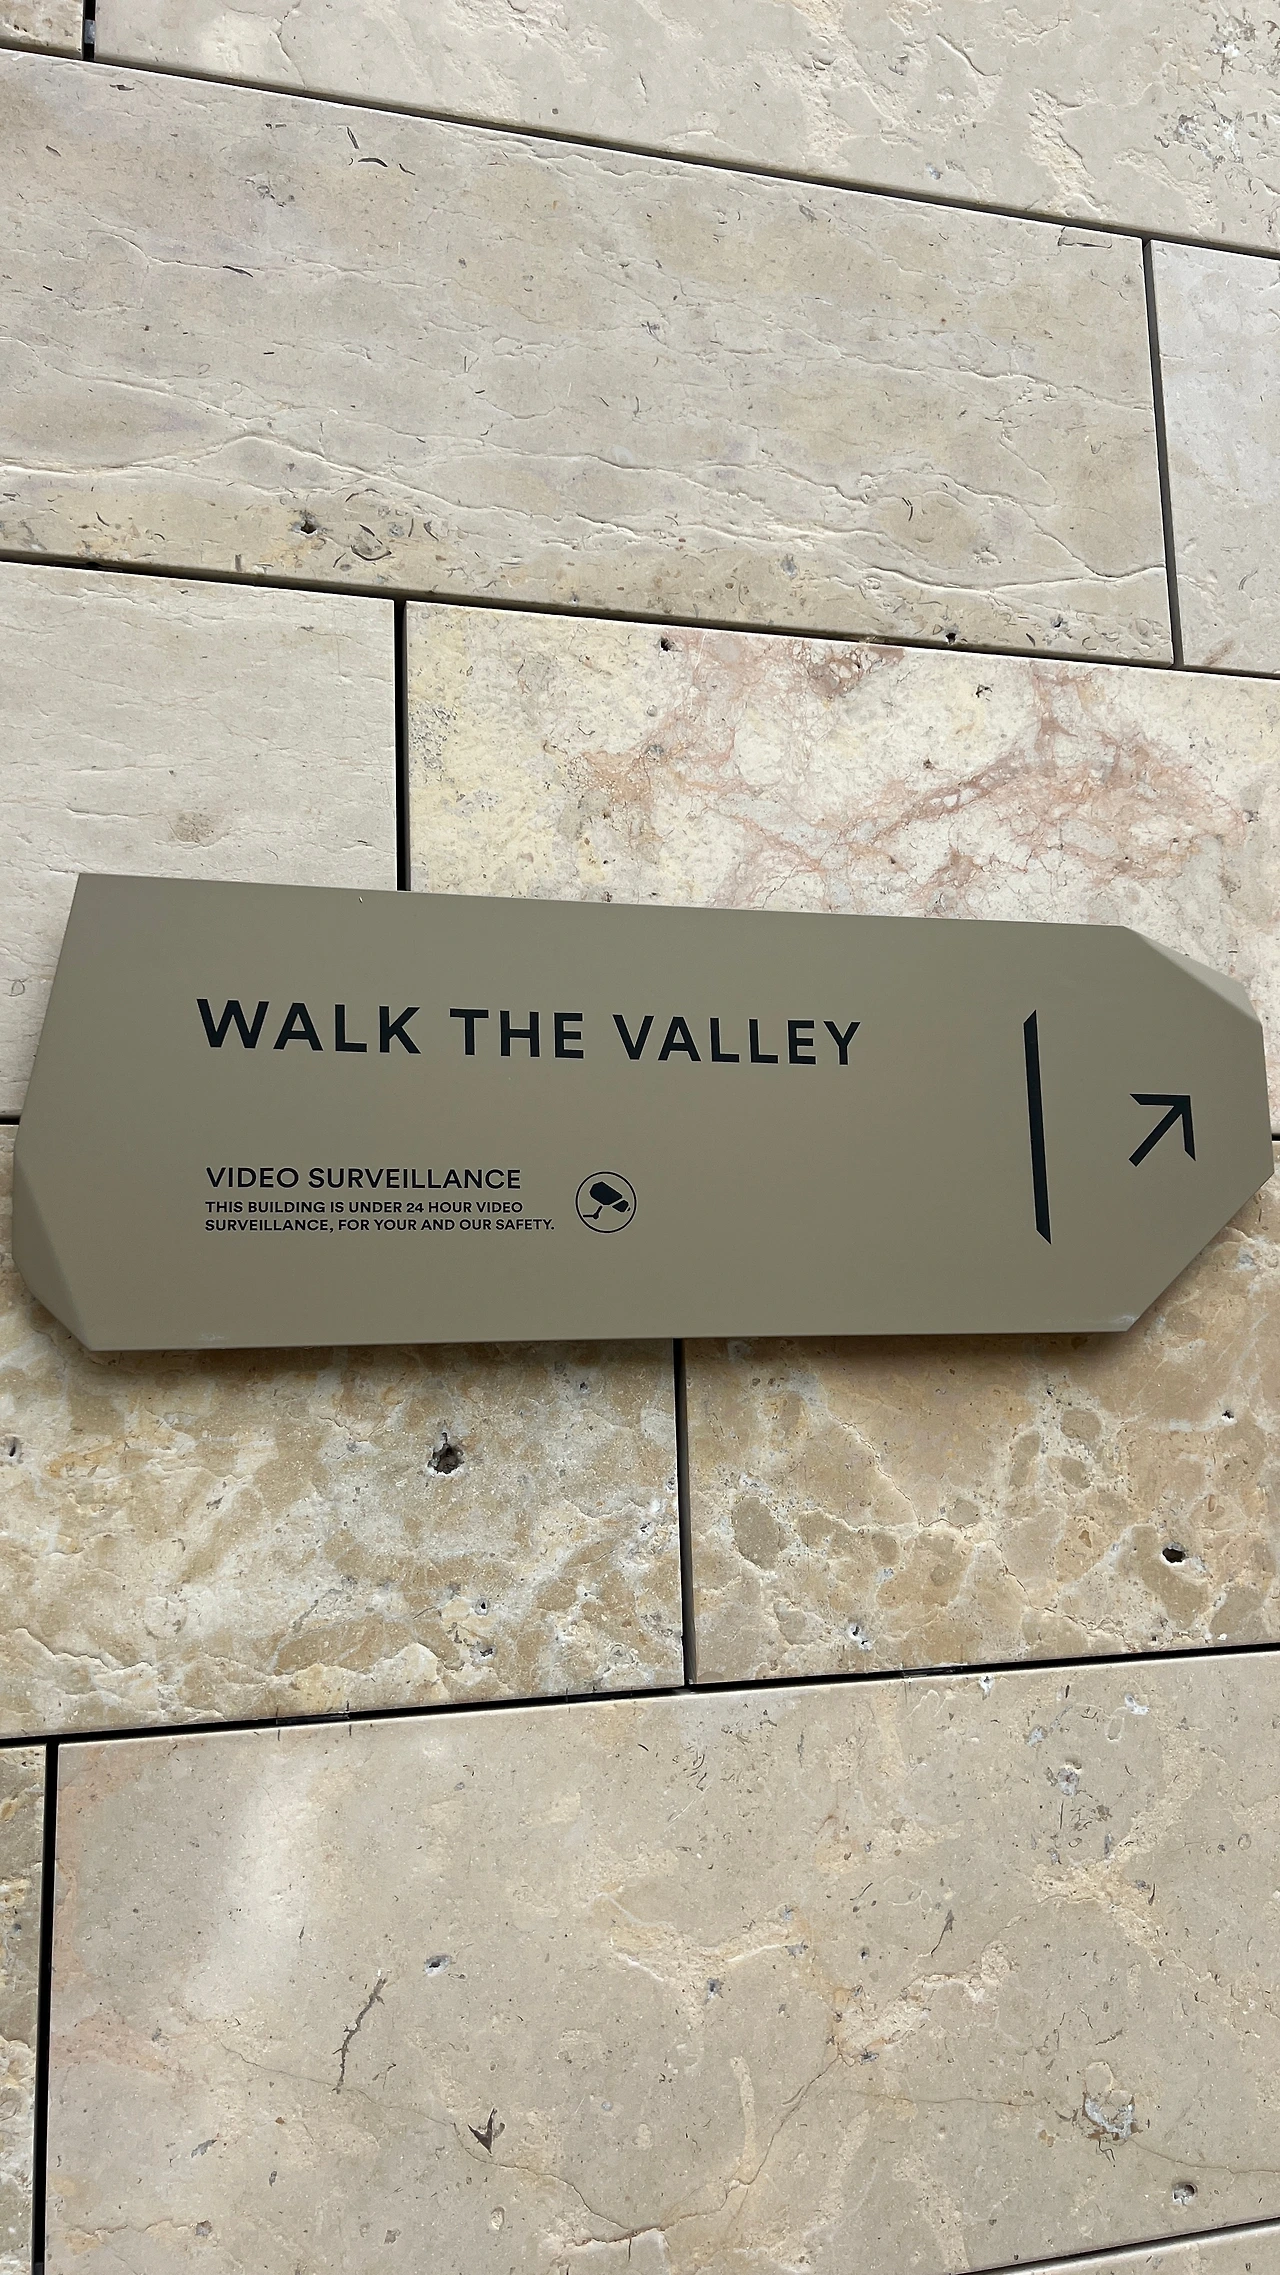 WALK THE VALLEY
VIDEO SURVEILLANCE
THIS BUILDING IS UNDER 24 HOUR VIDEO
SURVEILLANCE, FOR YOUR AND OUR SAFETY.